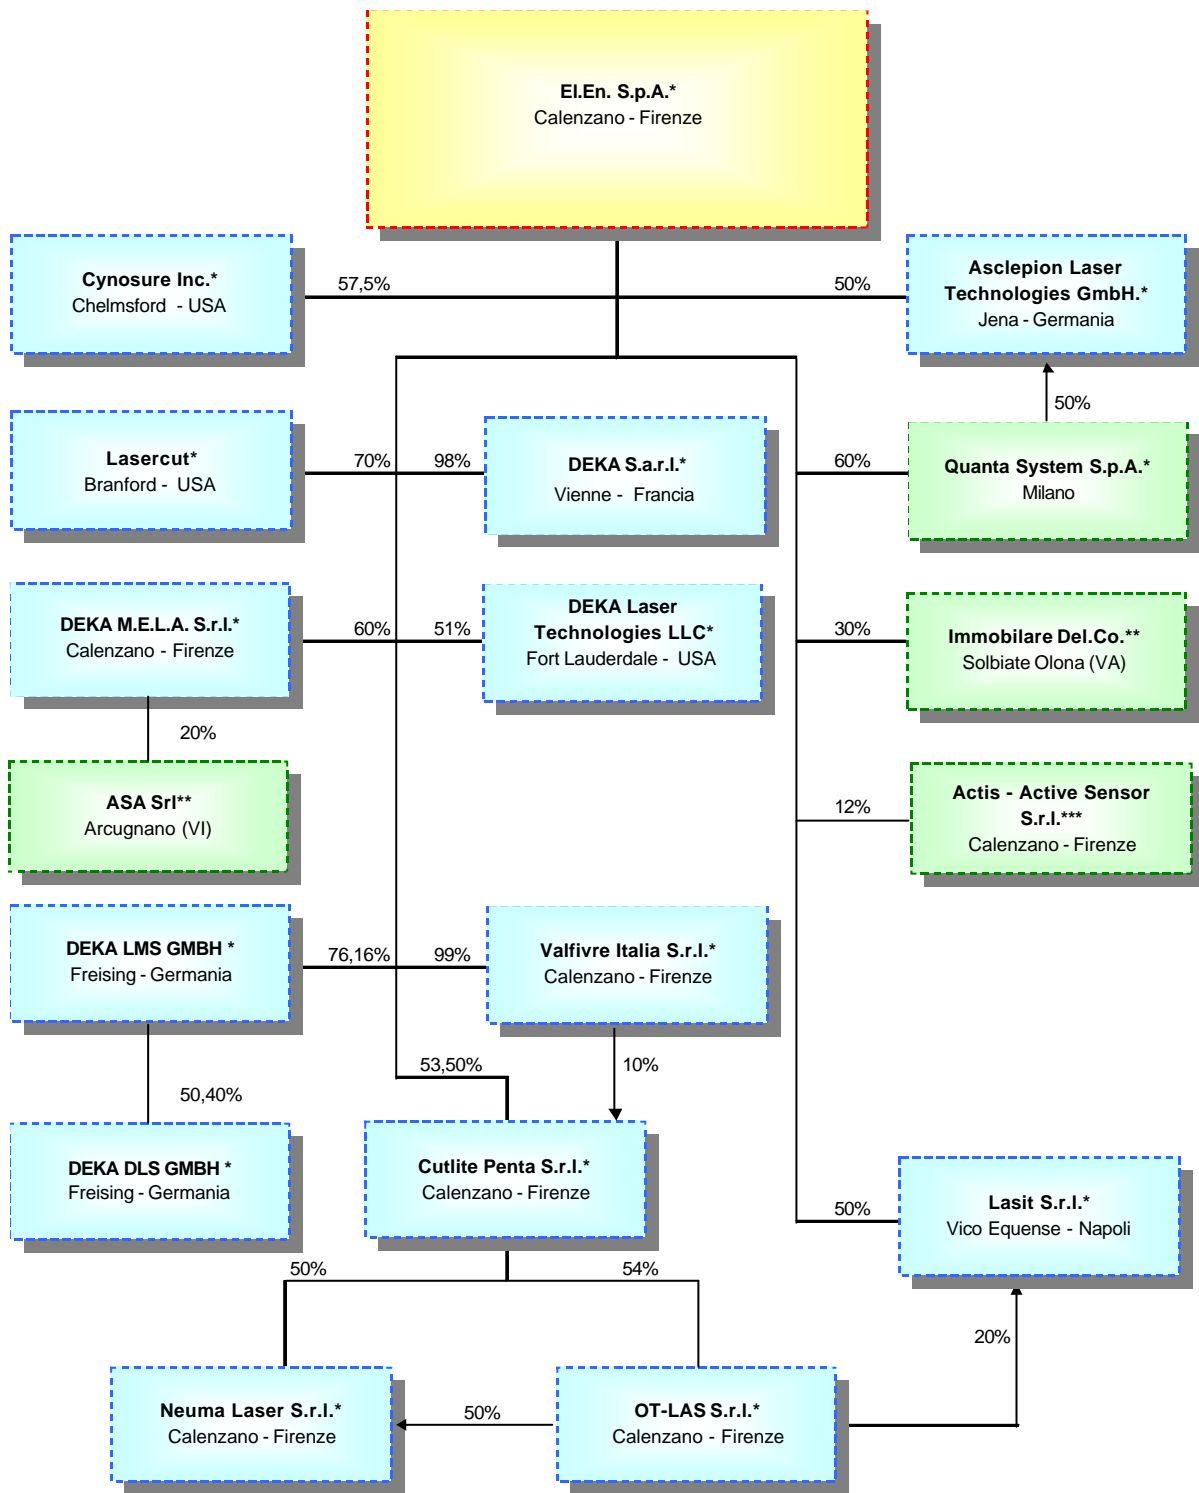 El.En. S.p.A.*
Calenzano - Firenze
Cynosure Inc.*
Chelmsford - USA
57,5%
50%
Asclepion Laser
Technologies GmbH.*
Jena - Germania
50%
Lasercut*
Branford - USA
70%
98%
DEKA S.a.r.l.*
Vienne - Francia
60%
Quanta System S.p.A.*
Milano
DEKA M.E.L.A. S.r.l.*
Calenzano - Firenze
60%
51%
DEKA Laser
Technologies LLC*
Fort Lauderdale - USA
30%
Immobilare Del.Co.**
Solbiate Olona (VA)
20%
ASA Srl**
Arcugnano (VI)
12%
Actis - Active Sensor
S.r.l.***
Calenzano - Firenze
DEKA LMS GMBH *
Freising - Germania
76,16%
99%
Valfivre Italia S.r.l.*
Calenzano - Firenze
53,50%
10%
50,40%
DEKA DLS GMBH *
Freising - Germania
Cutlite Penta S.r.l.*
Calenzano - Firenze
50%
Lasit S.r.l.*
Vico Equense - Napoli
50%
54%
20%
Neuma Laser S.r.l.*
Calenzano - Firenze
50%
OT-LAS S.r.l.*
Calenzano - Firenze